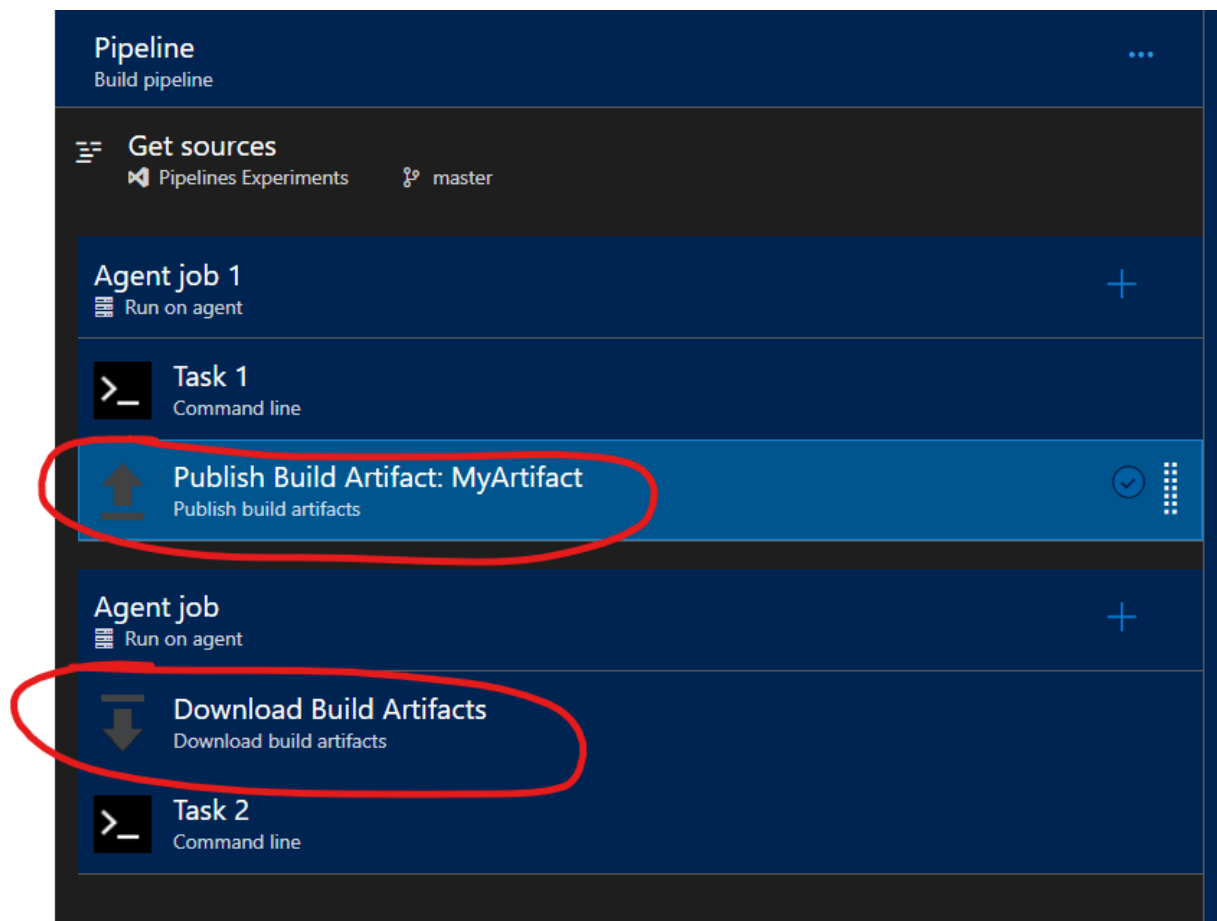 Pipeline
Build pipeline
Get sources
Pipelines Experiments master
Agent job 1
Run on agent
Task 1
Command line
Publish Build Artifact: MyArtifact
Publish build artifacts
Agent job
Run on agent
Download Build Artifacts
Download build artifacts
Task 2
Command line